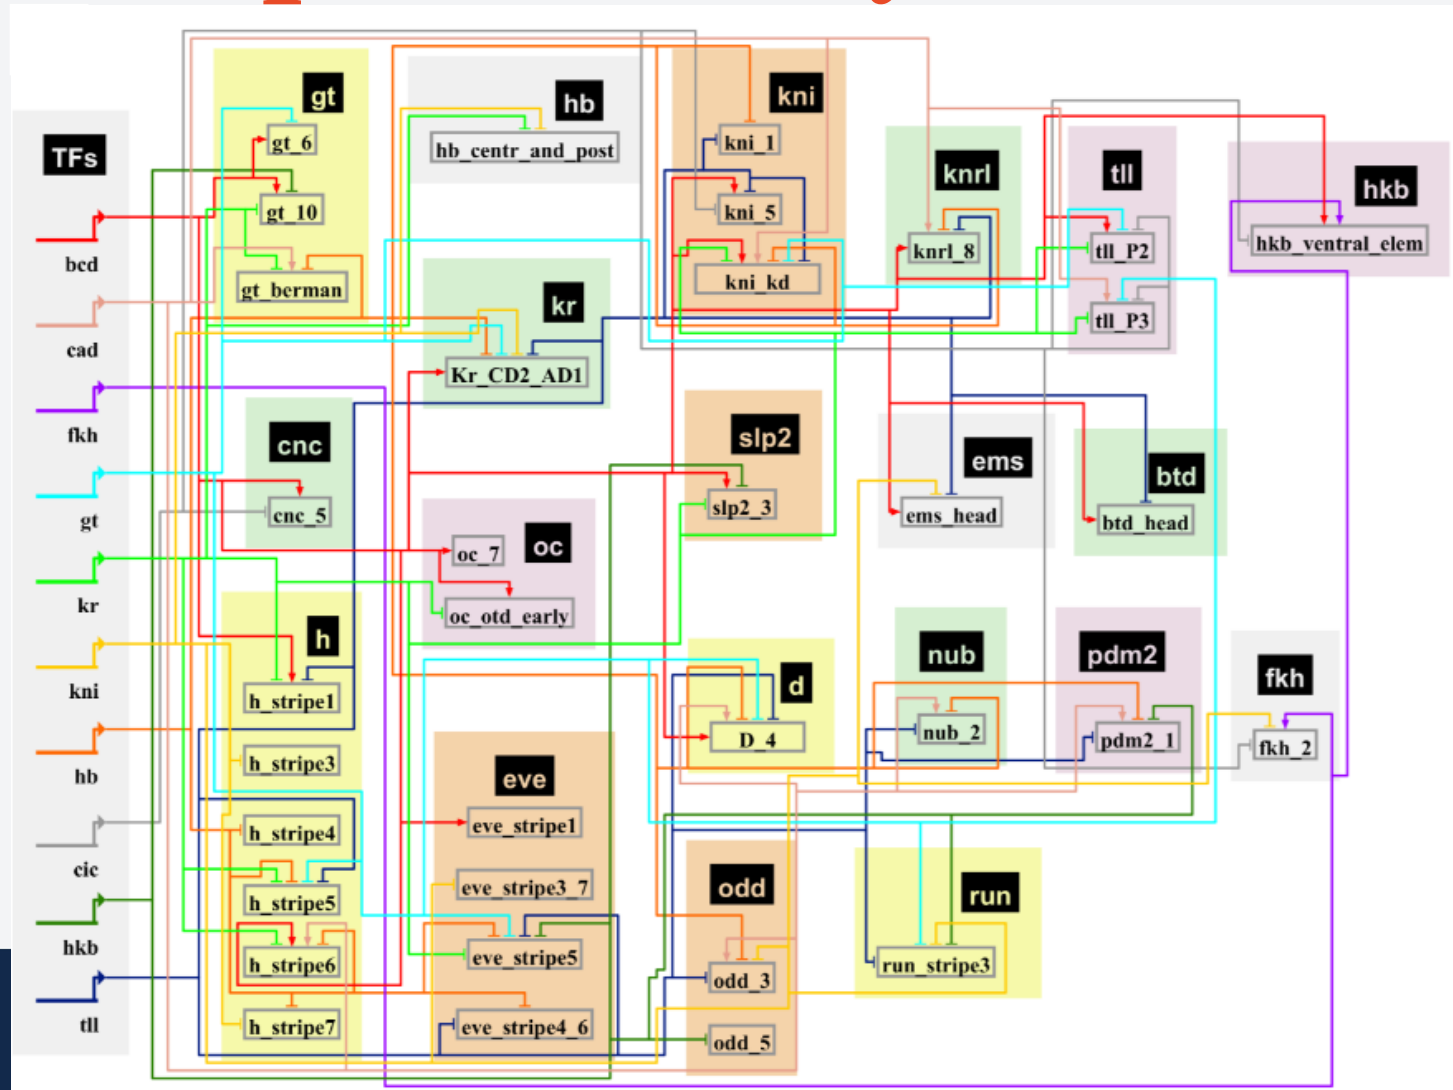 TFs
bcd
cad
fkh
gt
kr
kni
hb
cic
hkb
tll
gt
gt_6
gt_10
gt_berman
hb
hb_centr_and_post
kni
kni_1
kni_5
kni_kd
knrl
knrl_8
tll
tll_P2
tll_P3
hkb
hkb_ventral_elem
kr
Kr_CD2_AD1
cnc
cnc_5
slp2
slp2_3
ems
ems_head
btd
btd_head
oc
oc_7
oc_otd_early
h
h_stripe1
h_stripe3
h_stripe4
h_stripe5
h_stripe6
h_stripe7
d
D_4
nub
nub_2
pdm2
pdm2_1
fkh
fkh_2
eve
eve_stripe1
eve_stripe3_7
eve_stripe5
eve_stripe4_6
odd
odd_3
odd_5
run
run_stripe3